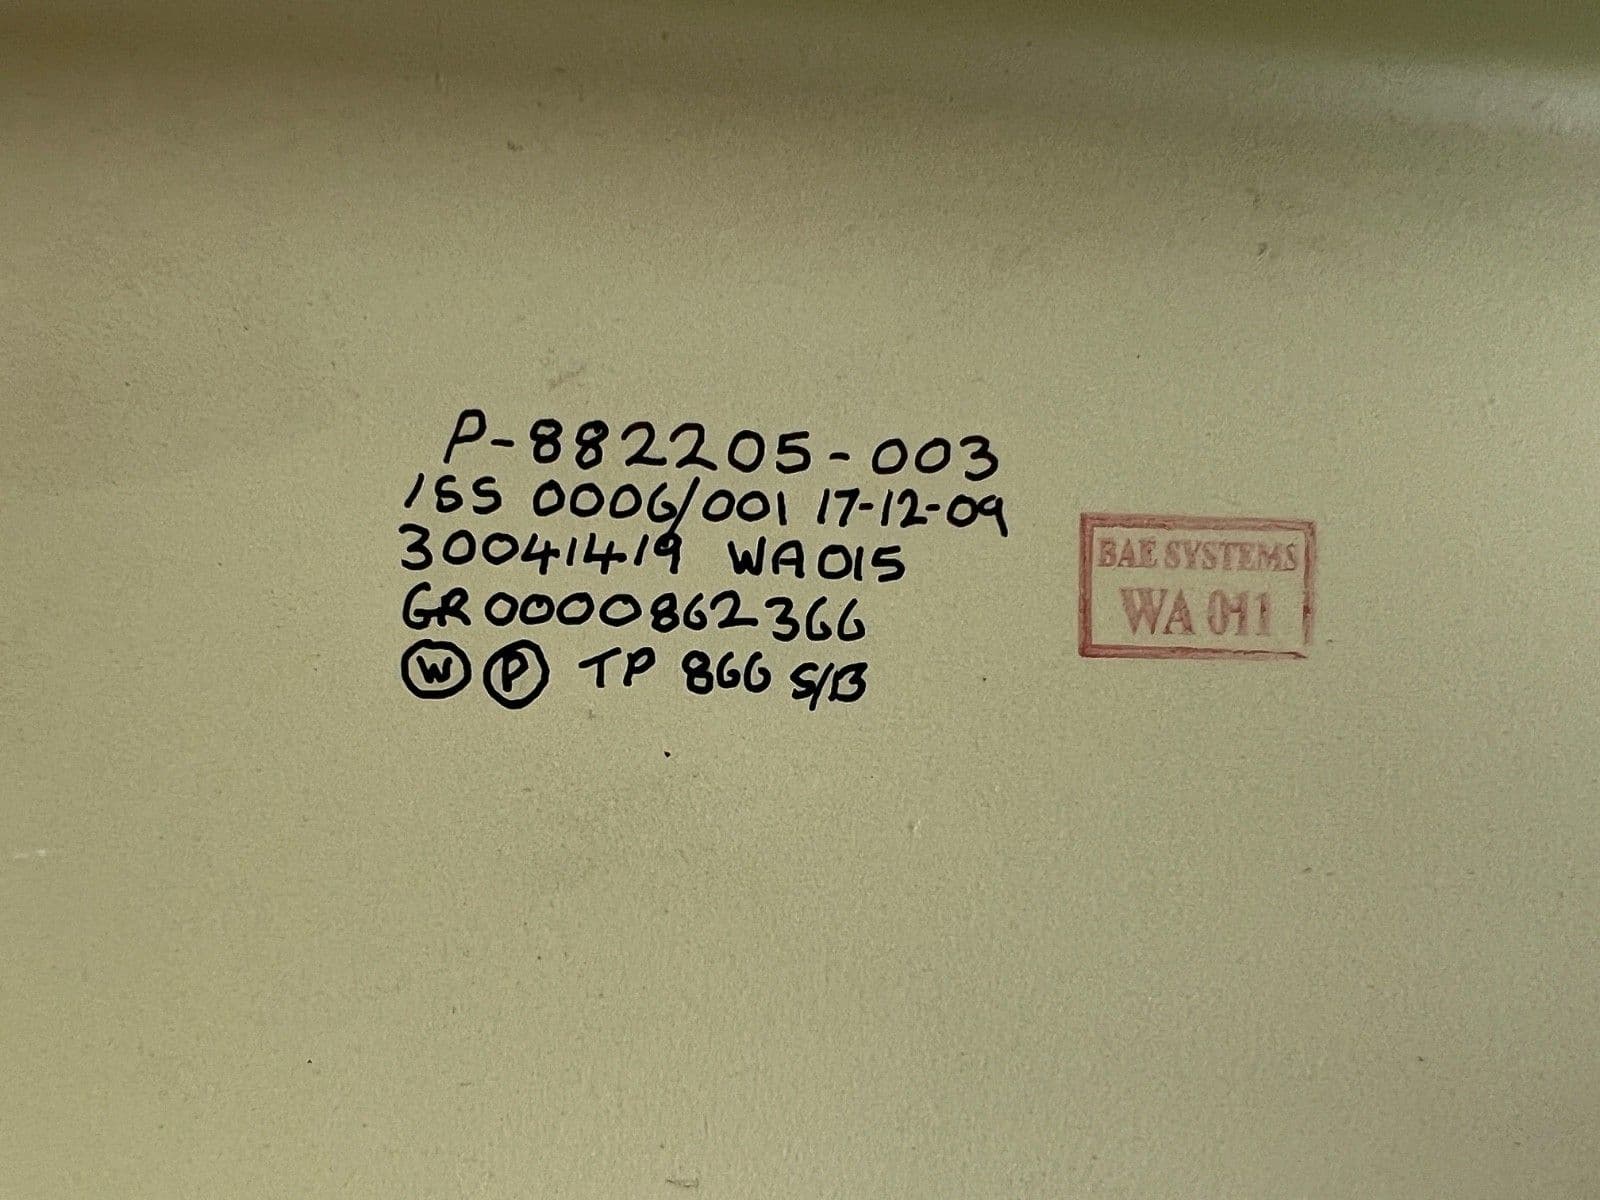 P-882205-003
ISS 0006/001 17-12-09
30041419 WA015
GR0000862366
W P TP 866 S/B
BAE SYSTEMS
WA 011